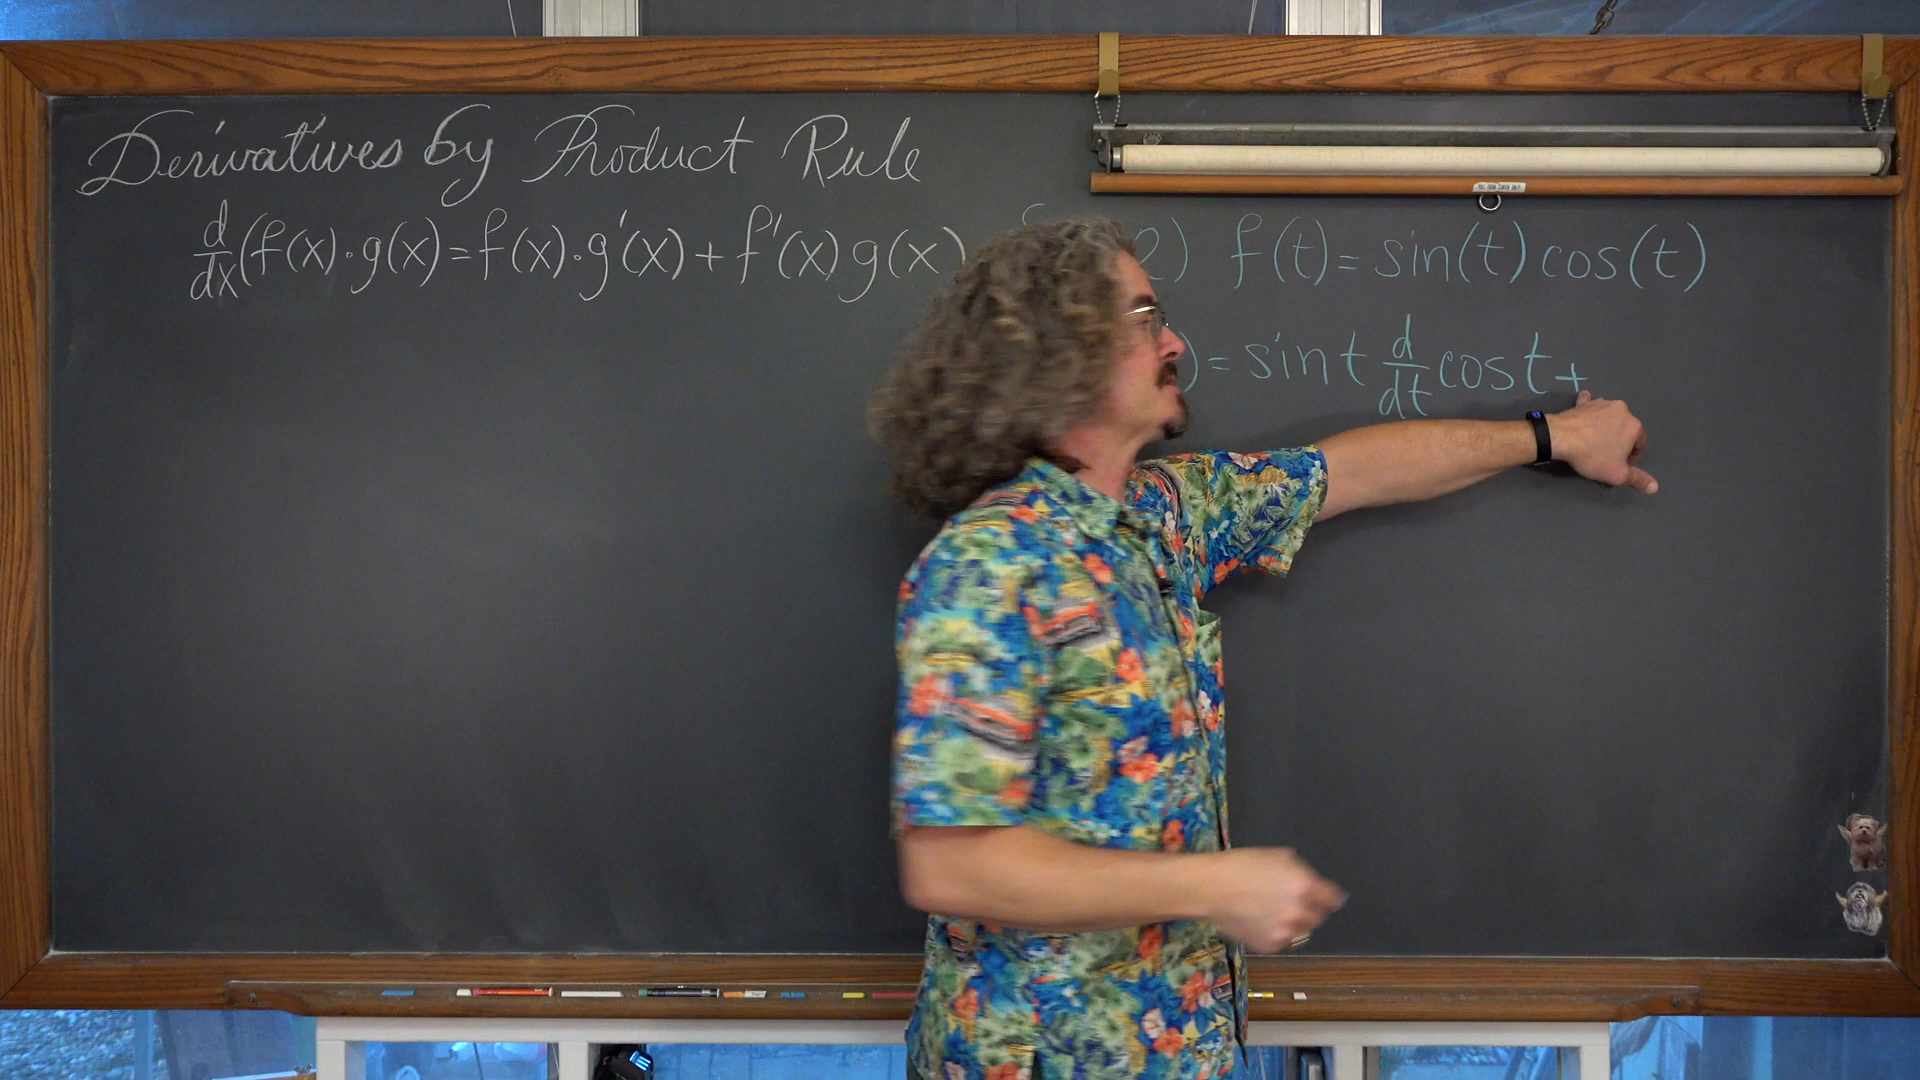 Derivatives by Product Rule
d/dx(f(x)·g(x)=f(x)·g'(x)+f'(x)g(x)
2) f(t)=sin(t)cos(t)
)=sin t d/dt cos t +